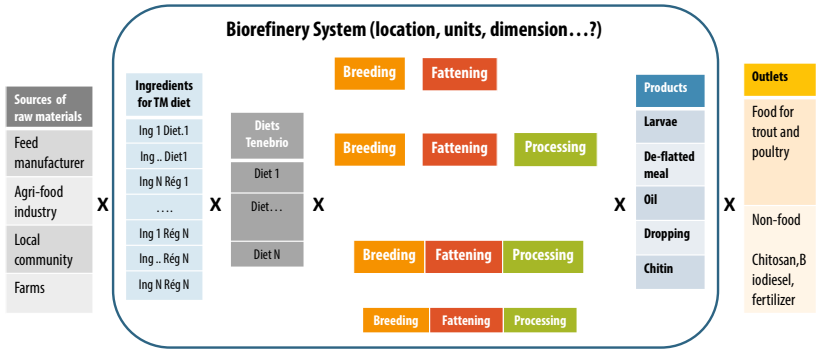 Biorefinery System (location, units, dimension…?)
Sources of
raw materials
Feed
manufacturer
Agri-food
industry
Local
community
Farms
X
Ingredients
for TM diet
Ing 1 Diet.1
Ing .. Diet1
Ing N Rég 1
....
Ing 1 Rég N
Ing .. Rég N
Ing N Rég N
X
Diets
Tenebrio
Diet 1
Diet…
Diet N
X
Breeding
Fattening
Breeding
Fattening
Processing
Breeding
Fattening
Processing
Breeding
Fattening
Processing
X
Products
Larvae
De-flatted
meal
Oil
Dropping
Chitin
X
Outlets
Food for
trout and
poultry
Non-food
Chitosan,B
iodiesel,
fertilizer